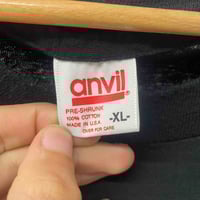 anvil®
PRE-SHRUNK
100% COTTON
MADE IN U.S.A.
-XL-
OVER FOR CARE